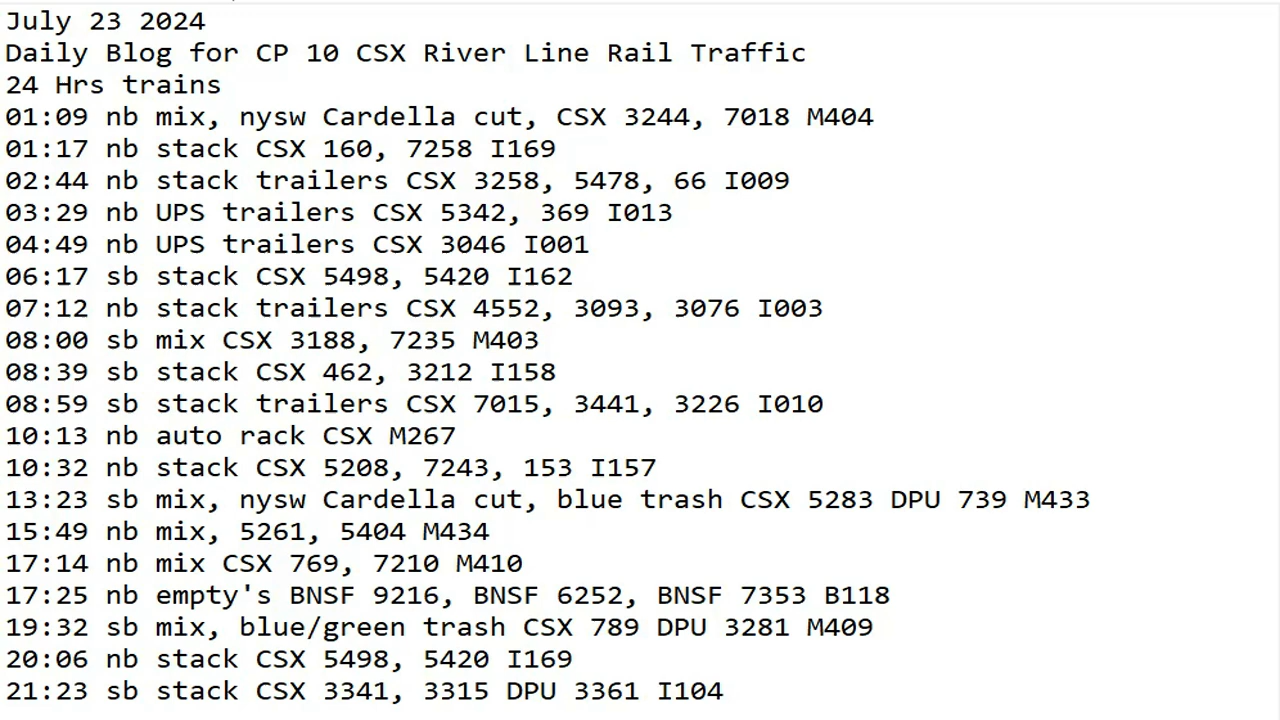 July 23 2024
Daily Blog for CP 10 CSX River Line Rail Traffic
24 Hrs trains
01:09 nb mix, nysw Cardella cut, CSX 3244, 7018 M404
01:17 nb stack CSX 160, 7258 I169
02:44 nb stack trailers CSX 3258, 5478, 66 I009
03:29 nb UPS trailers CSX 5342, 369 I013
04:49 nb UPS trailers CSX 3046 I001
06:17 sb stack CSX 5498, 5420 I162
07:12 nb stack trailers CSX 4552, 3093, 3076 I003
08:00 sb mix CSX 3188, 7235 M403
08:39 sb stack CSX 462, 3212 I158
08:59 sb stack trailers CSX 7015, 3441, 3226 I010
10:13 nb auto rack CSX M267
10:32 nb stack CSX 5208, 7243, 153 I157
13:23 sb mix, nysw Cardella cut, blue trash CSX 5283 DPU 739 M433
15:49 nb mix, 5261, 5404 M434
17:14 nb mix CSX 769, 7210 M410
17:25 nb empty's BNSF 9216, BNSF 6252, BNSF 7353 B118
19:32 sb mix, blue/green trash CSX 789 DPU 3281 M409
20:06 nb stack CSX 5498, 5420 I169
21:23 sb stack CSX 3341, 3315 DPU 3361 I104